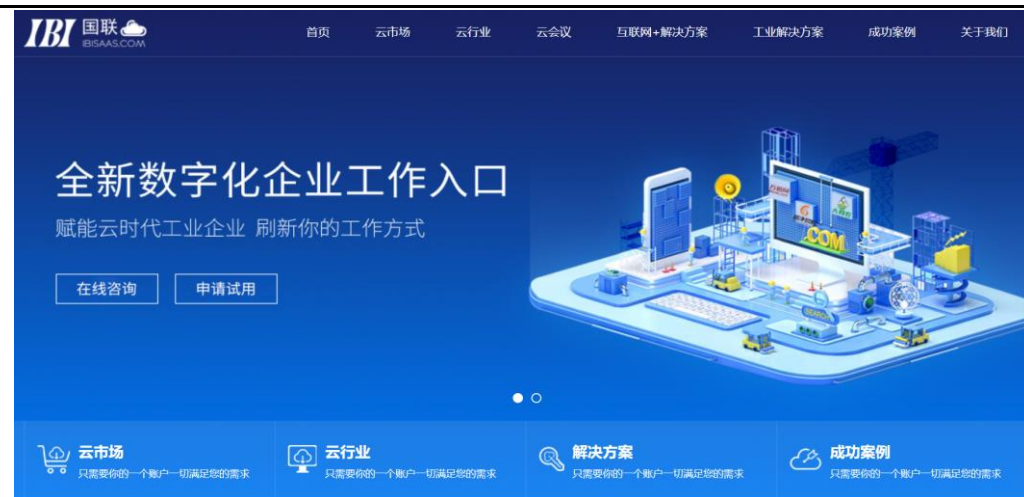 IBI 国联
IBISAAS.COM
首页 云市场 云行业 云会议 互联网+解决方案 工业解决方案 成功案例 关于我们
全新数字化企业工作入口
赋能云时代工业企业 刷新你的工作方式
在线咨询 申请试用
.COM
SEARCH
云市场 云行业 解决方案 成功案例
只需要你的一个账户一切满足您的需求 只需要你的一个账户一切满足您的需求 只需要你的一个账户一切满足您的需求 只需要你的一个账户一切满足您的需求